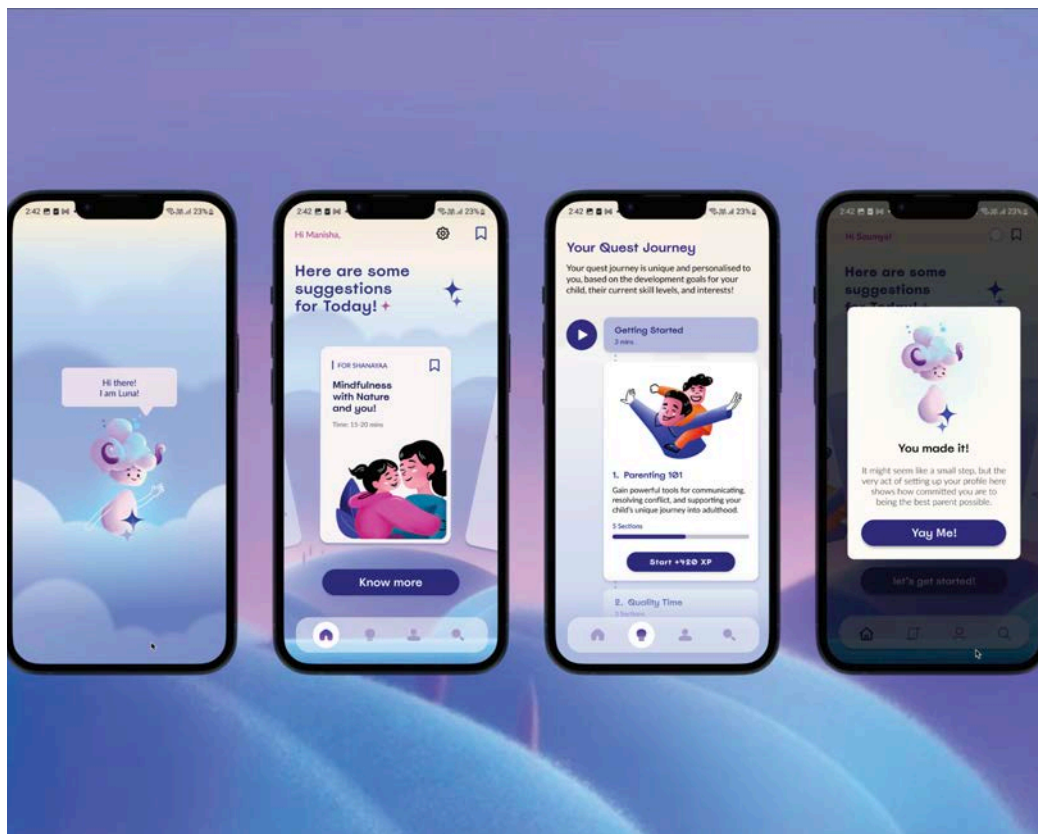 2:42
23%
Hi there!
I am Luna!
2:42
23%
Hi Manisha,
Here are some
suggestions
for Today!
FOR SHANAYAA
Mindfulness
with Nature
and you!
Time: 15-20 mins
Know more
2:42
23%
Your Quest Journey
Your quest journey is unique and personalised to
you, based on the development goals for your
child, their current skill levels, and interests!
Getting Started
3 mins
1. Parenting 101
Gain powerful tools for communicating,
resolving conflict, and supporting your
child's unique journey into adulthood.
5 Sections
Start +420 XP
2. Quality Time
Sections
2:42
23%
Hi Saumya!
Here are some
suggestions
for Today!
You made it!
It might seem like a small step, but the
very act of setting up your profile here
shows how committed you are to
being the best parent possible.
Yay Me!
let's get started!